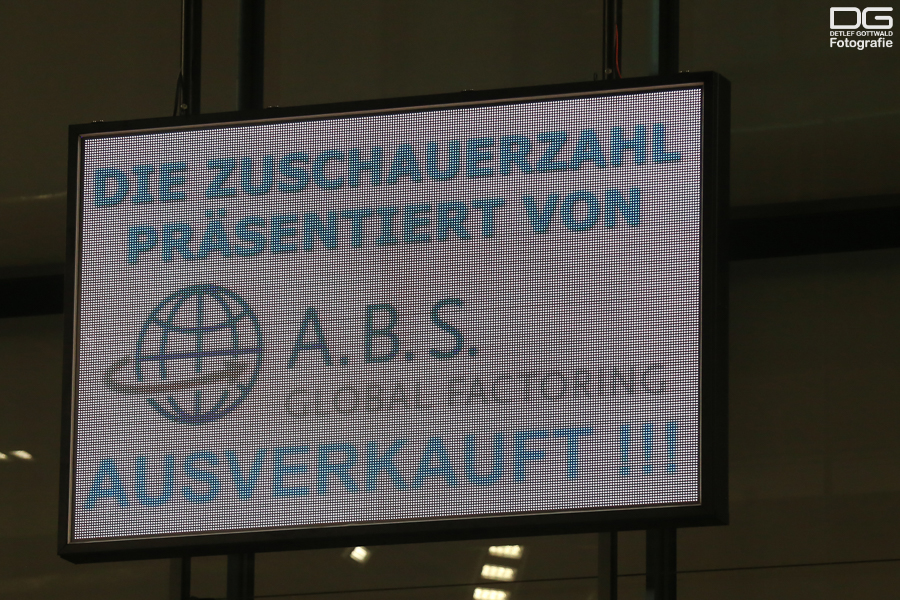 DG
DETLEF GOTTWALD
Fotografie
DIE ZUSCHAUERZAHL
PRÄSENTIERT VON
A.B.S.
GLOBAL FACTORING
AUSVERKAUFT !!!